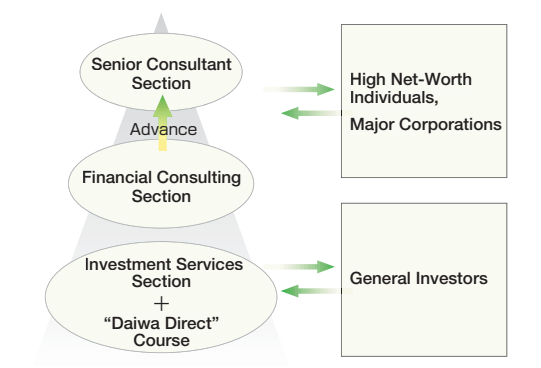 Senior Consultant
Section
Advance
Financial Consulting
Section
Investment Services
Section
+
“Daiwa Direct”
Course
High Net-Worth
Individuals,
Major Corporations
General Investors